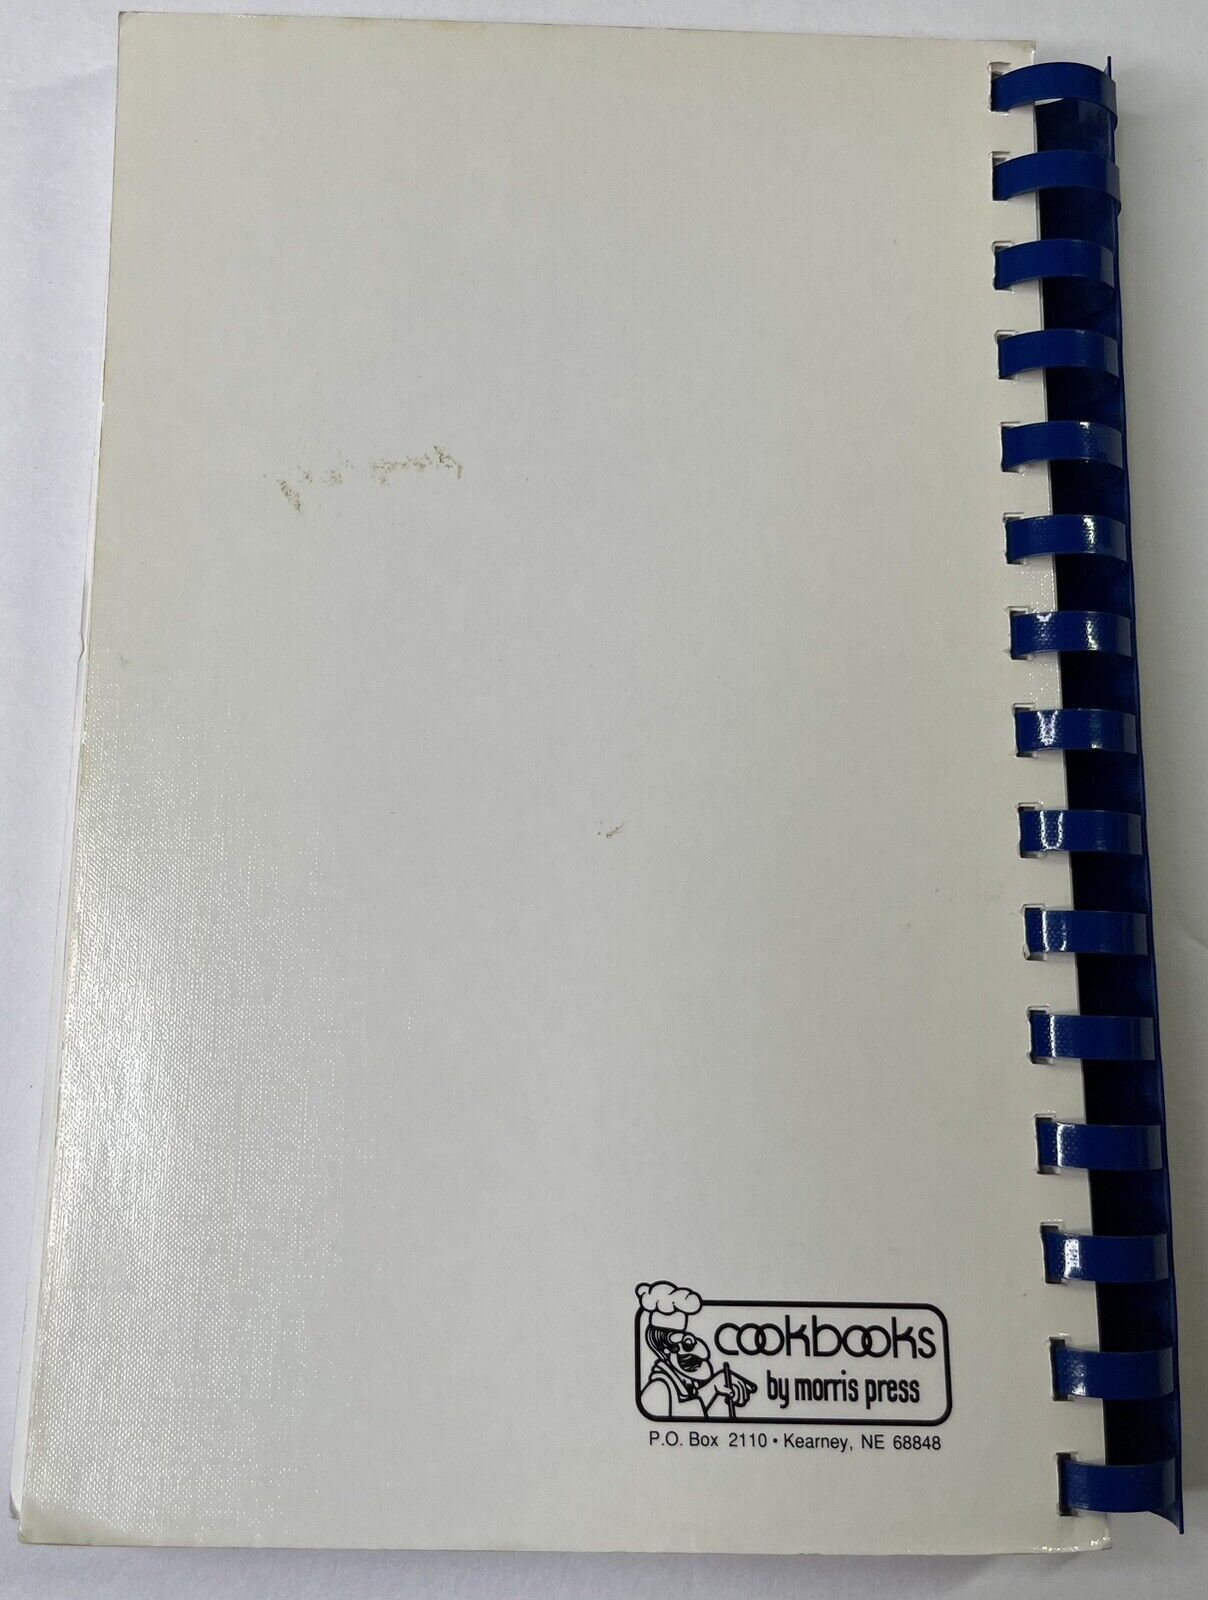 cookbooks
by morris press
P.O. Box 2110 • Kearney, NE 68848